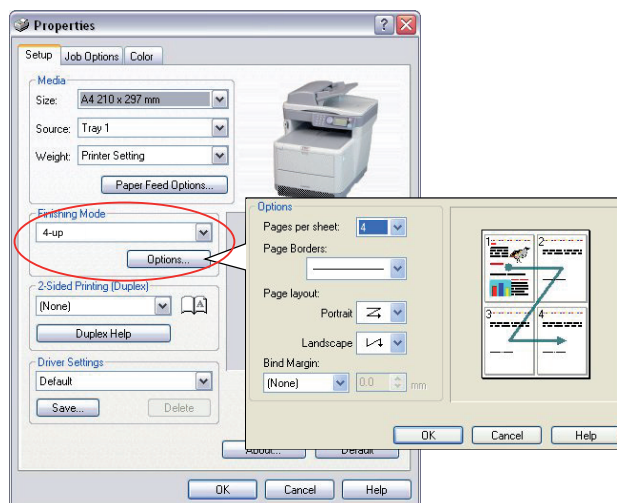 Properties
Setup Job Options Color
Media
Size: A4 210 x 297 mm
Source: Tray 1
Weight: Printer Setting
Paper Feed Options...
Finishing Mode
4-up
Options...
2-Sided Printing (Duplex)
(None)
Duplex Help
Driver Settings
Default
Save... Delete
About... Default
OK Cancel Help
Options
Pages per sheet: 4
Page Borders:
Page layout:
Portrait
Landscape
Bind Margin:
(None) 0.0 mm
1 2
3 4
OK Cancel Help